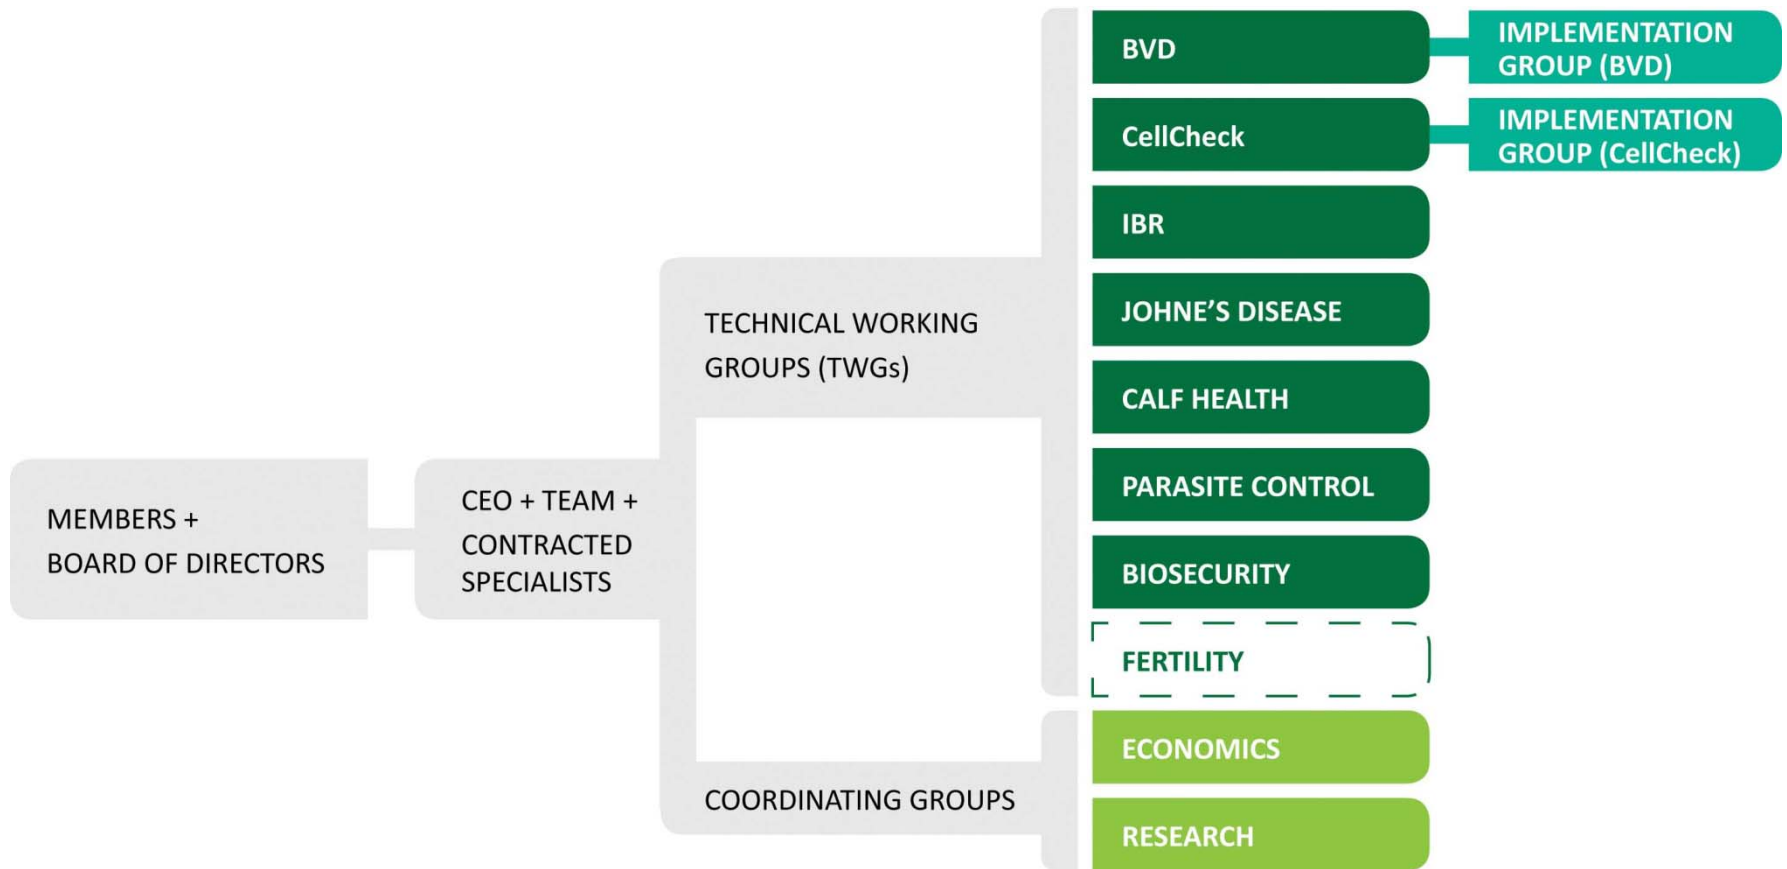 MEMBERS +
BOARD OF DIRECTORS
CEO + TEAM +
CONTRACTED
SPECIALISTS
TECHNICAL WORKING
GROUPS (TWGs)
COORDINATING GROUPS
BVD
IMPLEMENTATION
GROUP (BVD)
CellCheck
IMPLEMENTATION
GROUP (CellCheck)
IBR
JOHNE’S DISEASE
CALF HEALTH
PARASITE CONTROL
BIOSECURITY
FERTILITY
ECONOMICS
RESEARCH